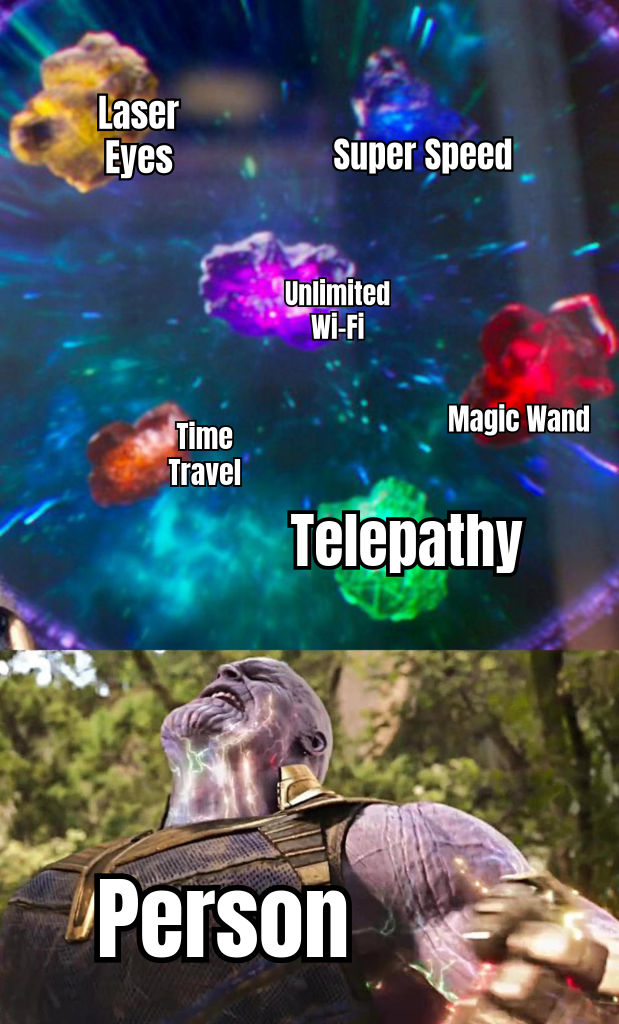 Laser
Eyes
Super Speed
Unlimited
Wi-Fi
Magic Wand
Time
Travel
Telepathy
Person